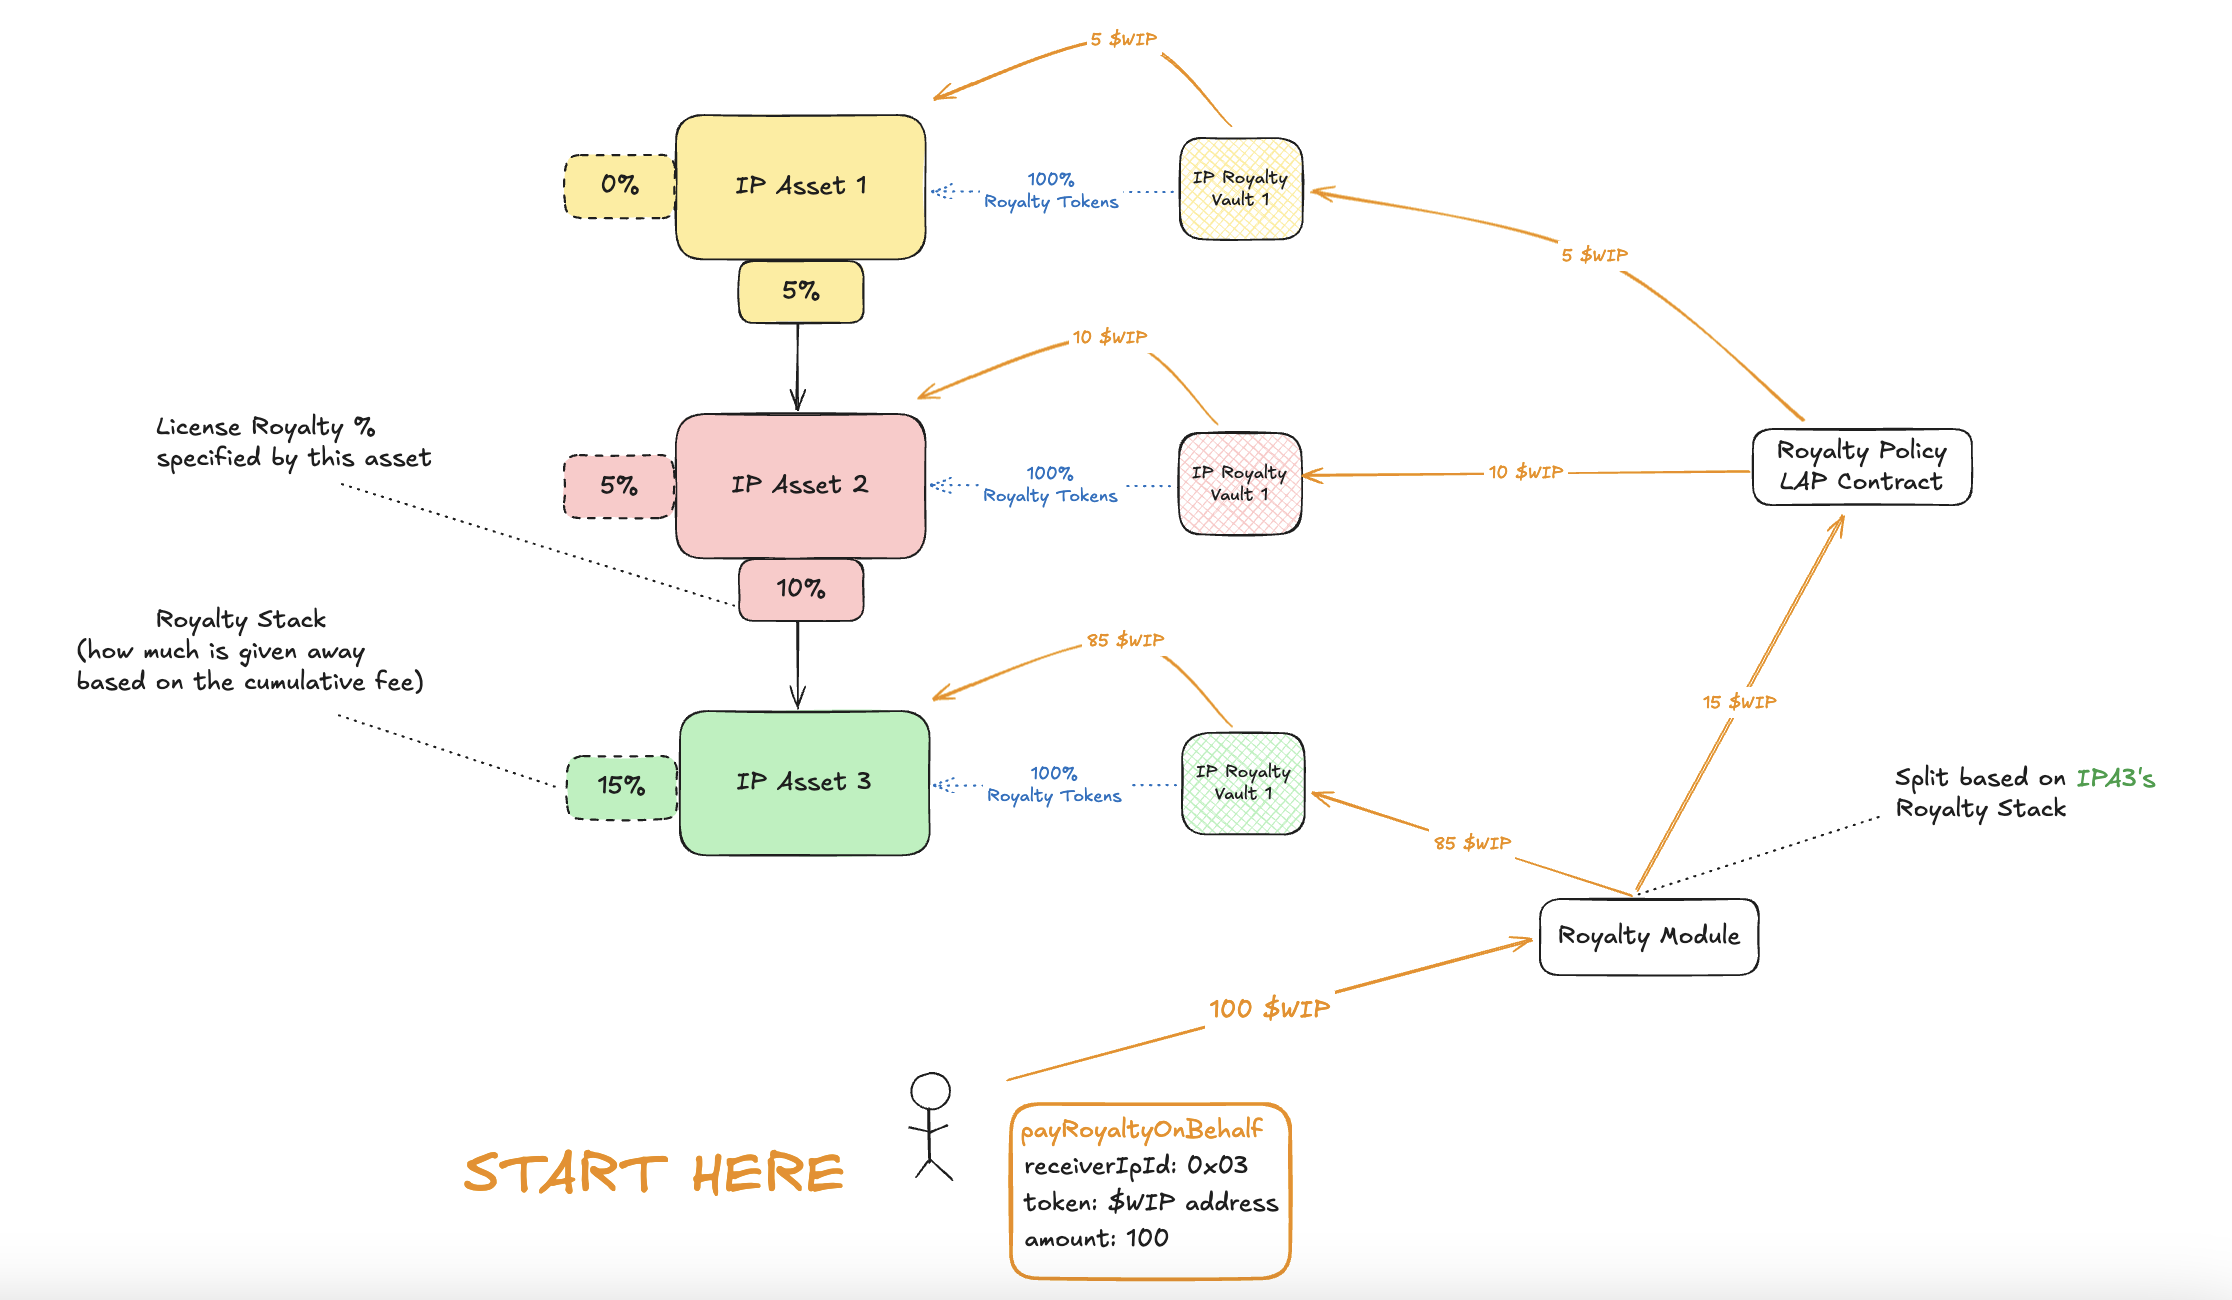 5 $WIP
0%
IP Asset 1
100%
Royalty Tokens
IP Royalty
Vault 1
5 $WIP
5%
10 $WIP
License Royalty %
specified by this asset
5%
IP Asset 2
100%
Royalty Tokens
IP Royalty
Vault 1
10 $WIP
Royalty Policy
LAP Contract
10%
Royalty Stack
(how much is given away
based on the cumulative fee)
85 $WIP
15 $WIP
15%
IP Asset 3
100%
Royalty Tokens
IP Royalty
Vault 1
85 $WIP
Split based on IPA3's
Royalty Stack
Royalty Module
100 $WIP
START HERE
payRoyaltyOnBehalf
receiverIpId: 0x03
token: $WIP address
amount: 100